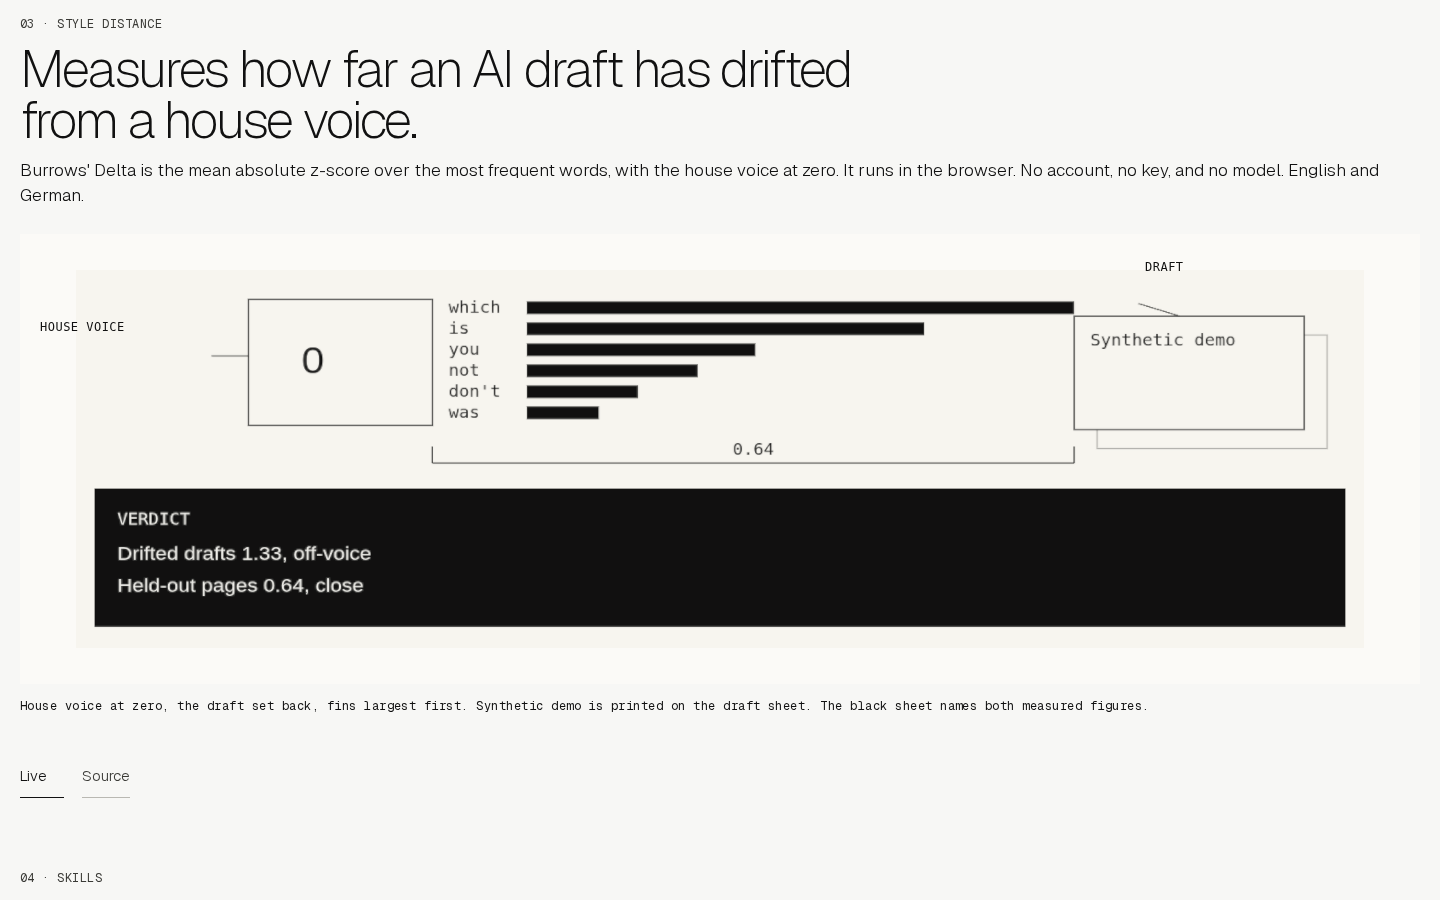 03 · STYLE DISTANCE
Measures how far an AI draft has drifted
from a house voice.
Burrows' Delta is the mean absolute z-score over the most frequent words, with the house voice at zero. It runs in the browser. No account, no key, and no model. English and
German.
DRAFT
HOUSE VOICE
0
which
is
you
not
don't
was
Synthetic demo
0.64
VERDICT
Drifted drafts 1.33, off-voice
Held-out pages 0.64, close
House voice at zero, the draft set back, fins largest first. Synthetic demo is printed on the draft sheet. The black sheet names both measured figures.
Live Source
04 · SKILLS